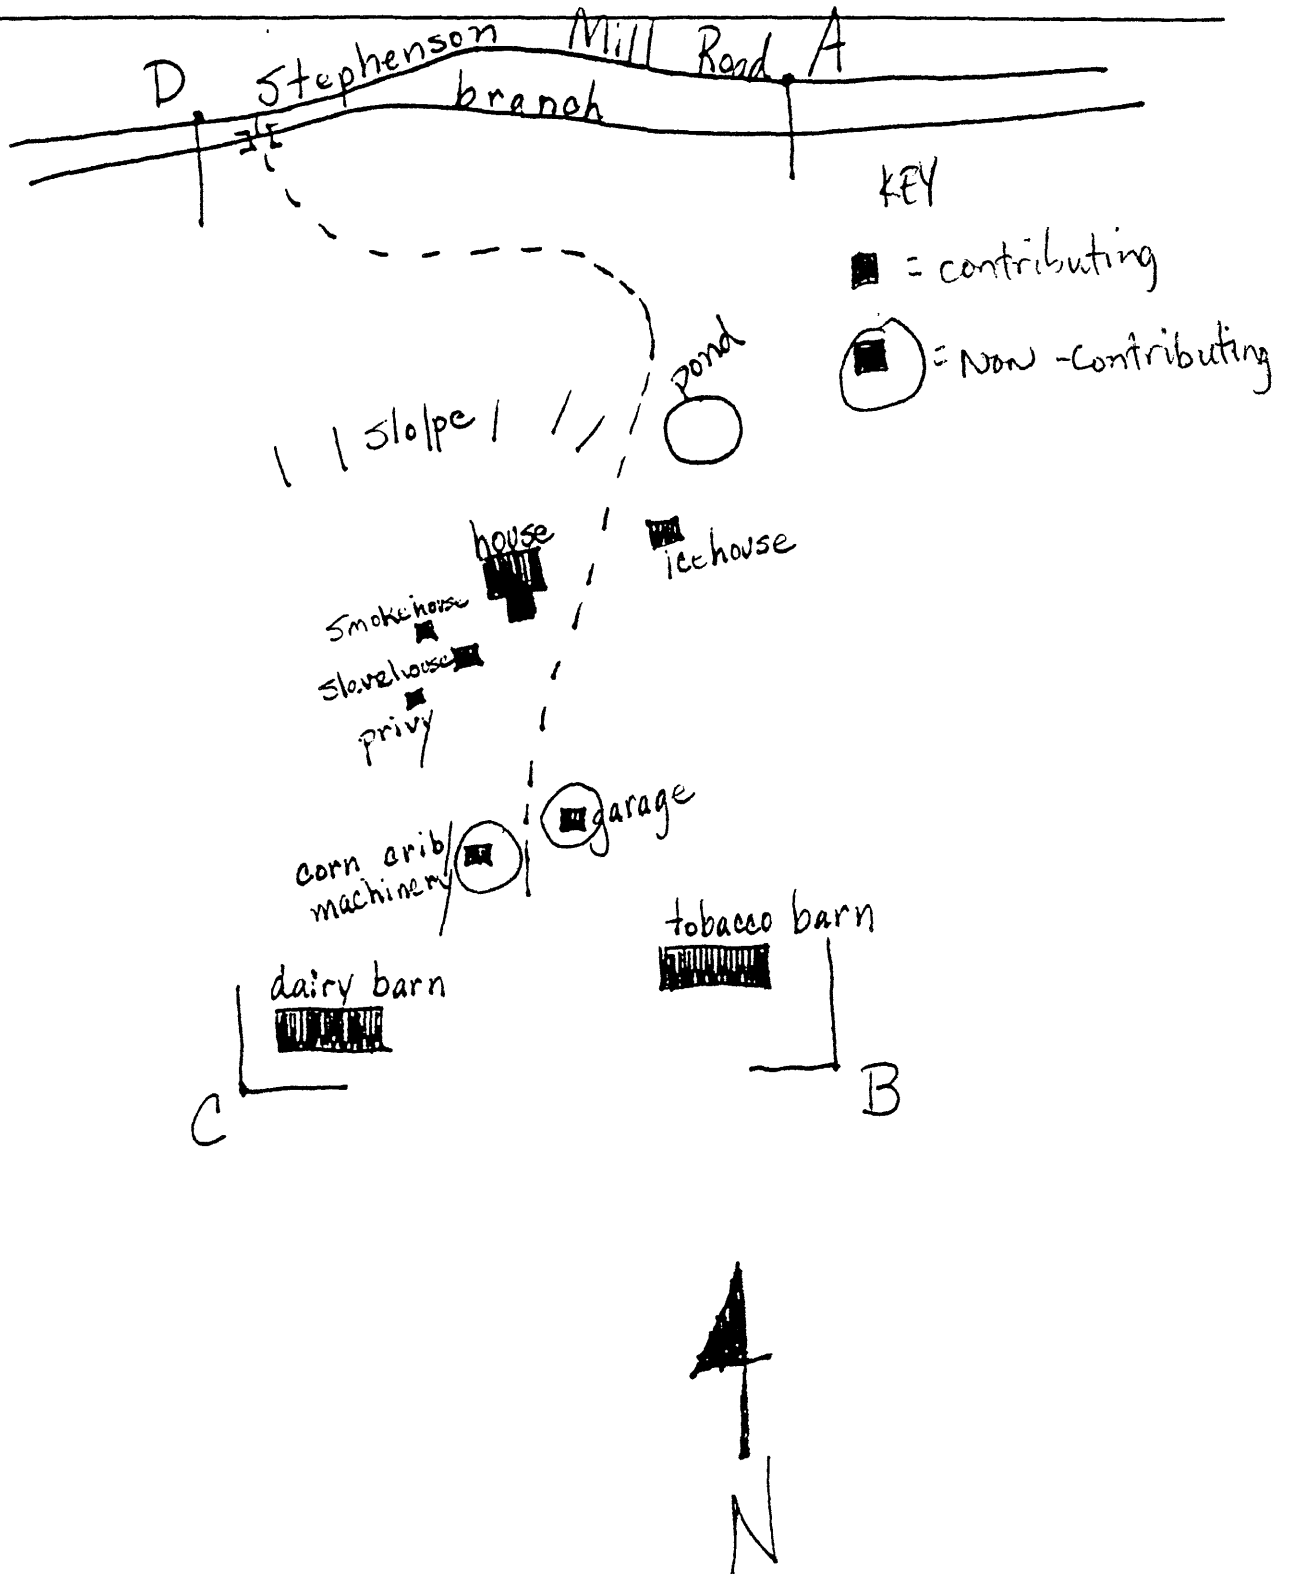 D Stephenson Mill Road A
branch
KEY
= contributing
= Non-contributing
pond
slope
house
icehouse
smokehouse
slavehouse
privy
garage
corn crib/
machinery
tobacco barn
dairy barn
C
B
N